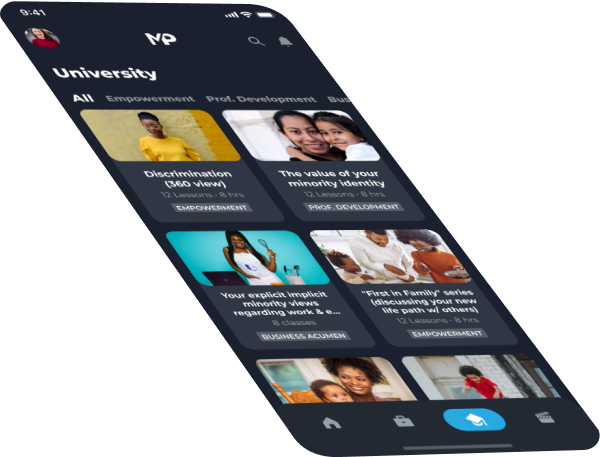 9:41
MP
University
All Empowerment Prof. Development Bus
Discrimination
(360 view)
12 Lessons • 8 hrs
EMPOWERMENT
The value of your
minority identity
12 Lessons • 8 hrs
PROF. DEVELOPMENT
Your explicit implicit
minority views
regarding work & e...
8 classes
BUSINESS ACUMEN
"First in Family" series
(discussing your new
life path w/ others)
12 Lessons • 8 hrs
EMPOWERMENT